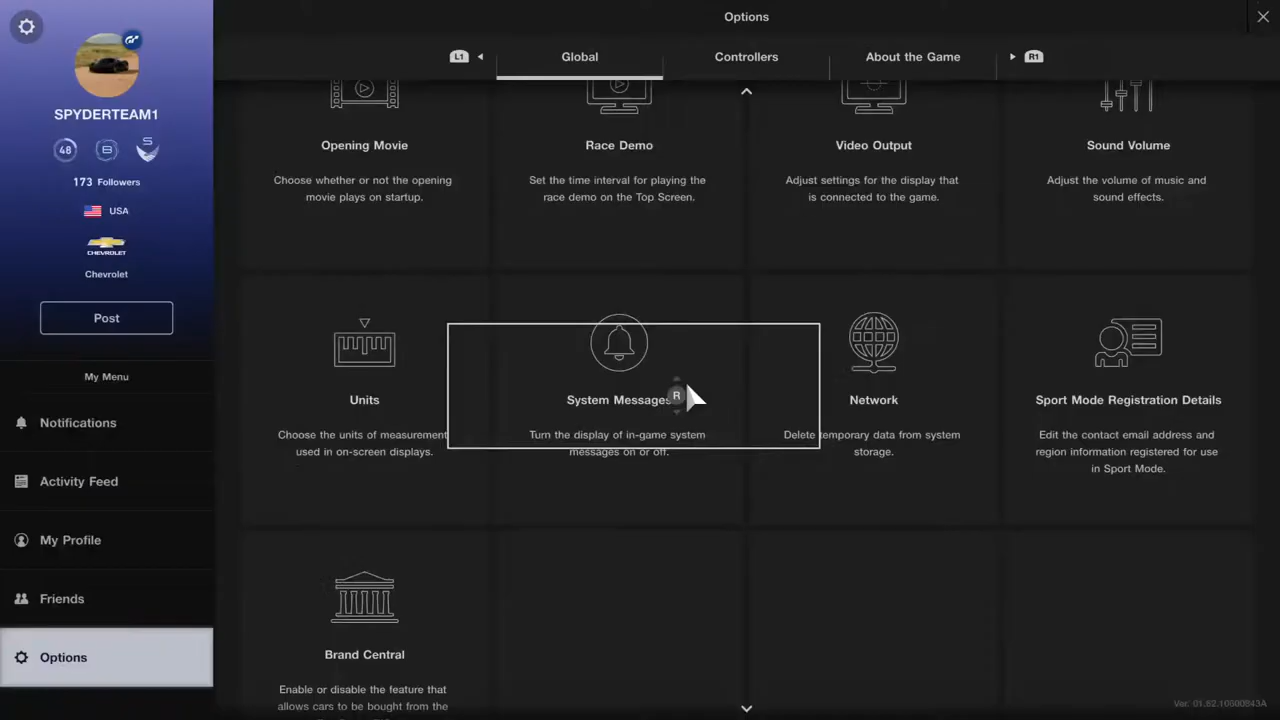 Options
L1
Global
Controllers
About the Game
R1
SPYDERTEAM1
48
B
S
173 Followers
USA
CHEVROLET
Chevrolet
Post
My Menu
Notifications
Activity Feed
My Profile
Friends
Options
Opening Movie
Choose whether or not the opening
movie plays on startup.
Race Demo
Set the time interval for playing the
race demo on the Top Screen.
Video Output
Adjust settings for the display that
is connected to the game.
Sound Volume
Adjust the volume of music and
sound effects.
Units
Choose the units of measurement
used in on-screen displays.
System Messages
R
Turn the display of in-game system
messages on or off.
Network
Delete temporary data from system
storage.
Sport Mode Registration Details
Edit the contact email address and
region information registered for use
in Sport Mode.
Brand Central
Enable or disable the feature that
allows cars to be bought from the
Ver. 01.62.10500843A